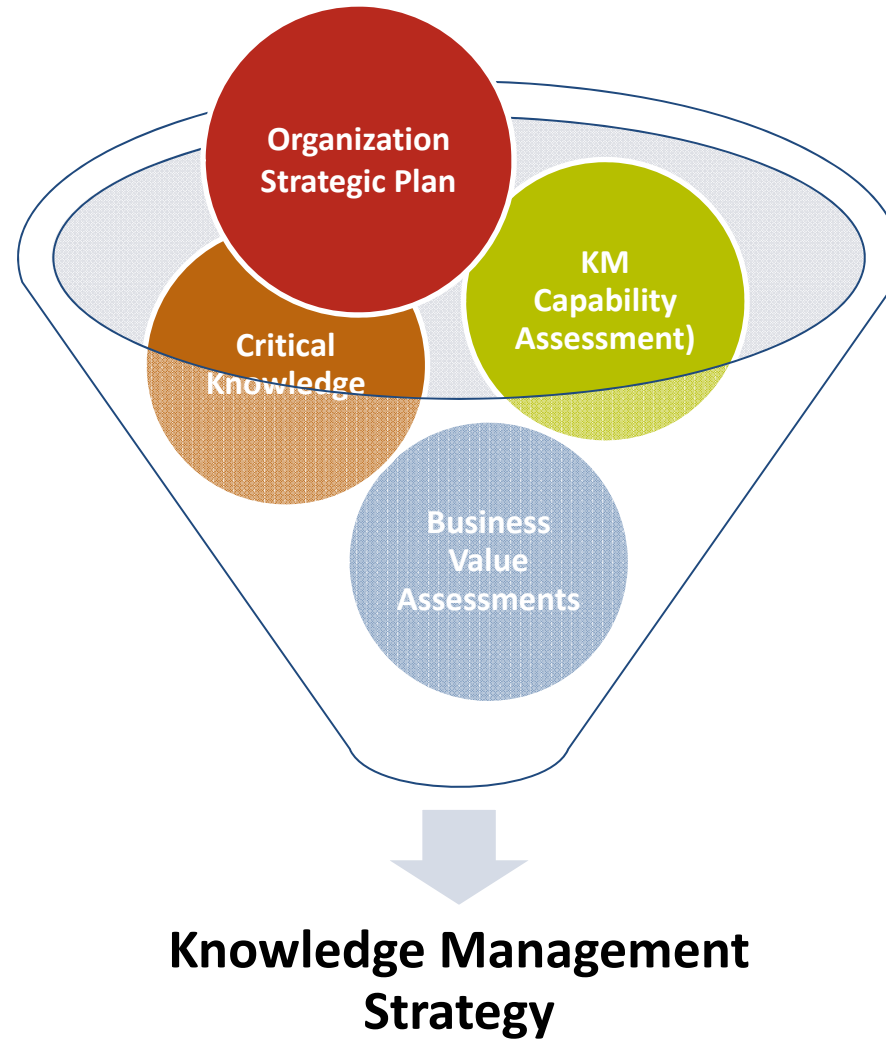 Organization
Strategic Plan
KM
Capability
Assessment)
Critical
Knowledge
Business
Value
Assessments
Knowledge Management
Strategy